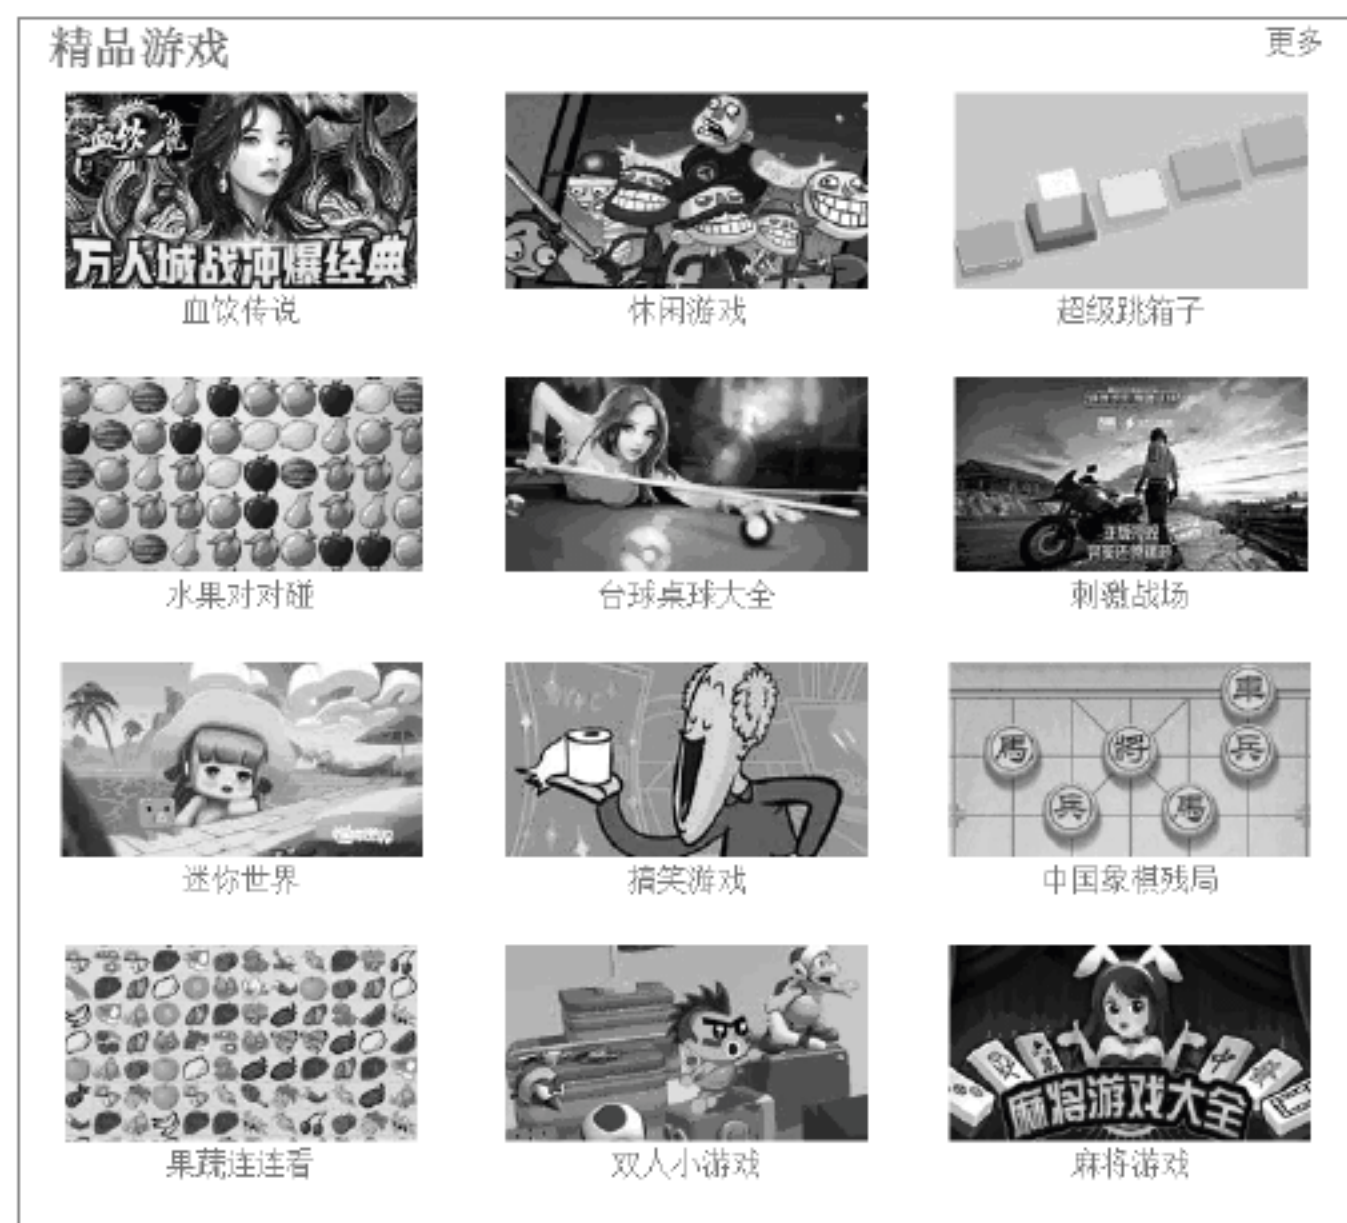 精品游戏
更多
血饮
万人城战冲爆经典
血饮传说
休闲游戏
超级跳箱子
水果对对碰
台球桌球大全
刺激战场
迷你世界
搞笑游戏
車
馬 將 兵
兵 馬
中国象棋残局
麻将游戏大全
果蔬连连看
双人小游戏
麻将游戏